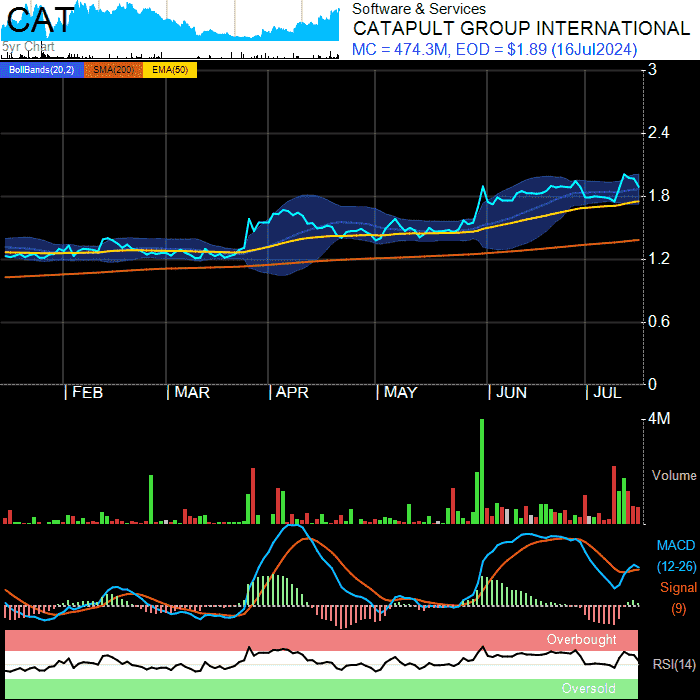 CAT
5yr Chart
Software & Services
CATAPULT GROUP INTERNATIONAL
MC = 474.3M, EOD = $1.89 (16Jul2024)
BollBands(20,2) SMA(200) EMA(50)
3
2.4
1.8
1.2
0.6
0
| FEB | MAR | APR | MAY | JUN | JUL
4M
Volume
MACD
(12-26)
Signal
(9)
Overbought
RSI(14)
Oversold